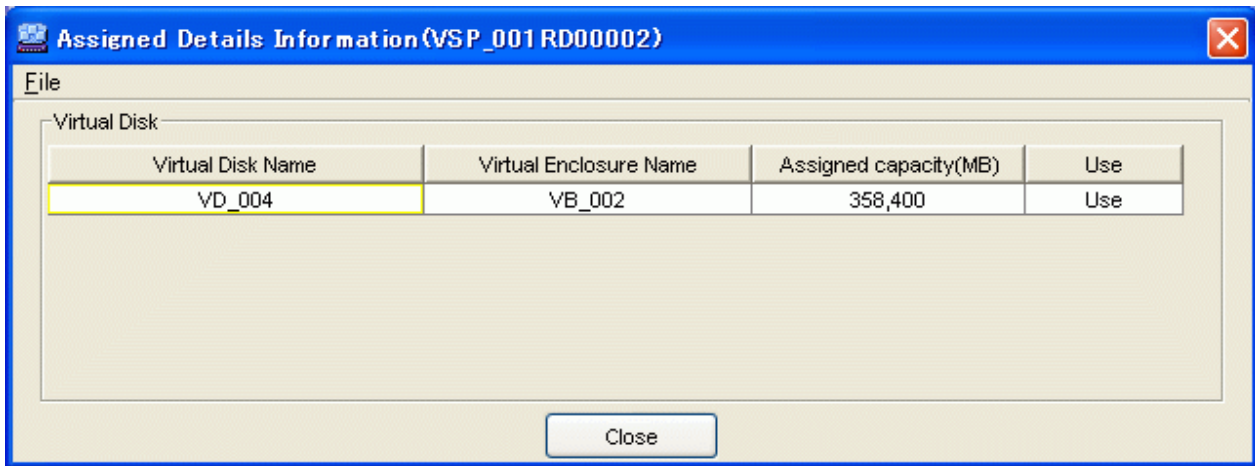 Assigned Details Information(VSP_001RD00002)
File
Virtual Disk
Virtual Disk Name Virtual Enclosure Name Assigned capacity(MB) Use
VD_004 VB_002 358,400 Use
Close